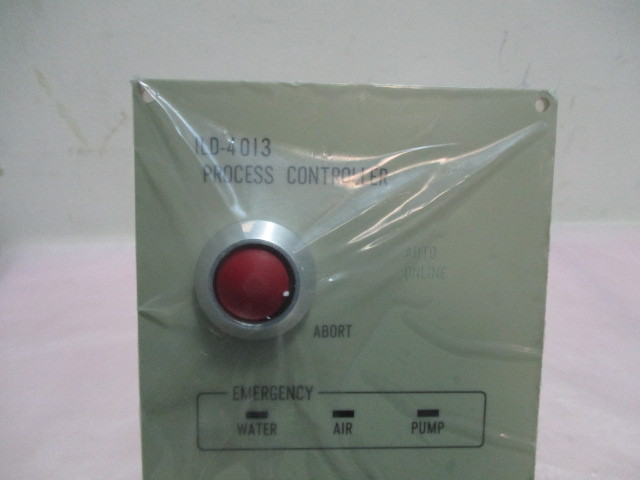 ILD-4013
PROCESS CONTROLLER
AUTO
ONLINE
ABORT
EMERGENCY
WATER AIR PUMP